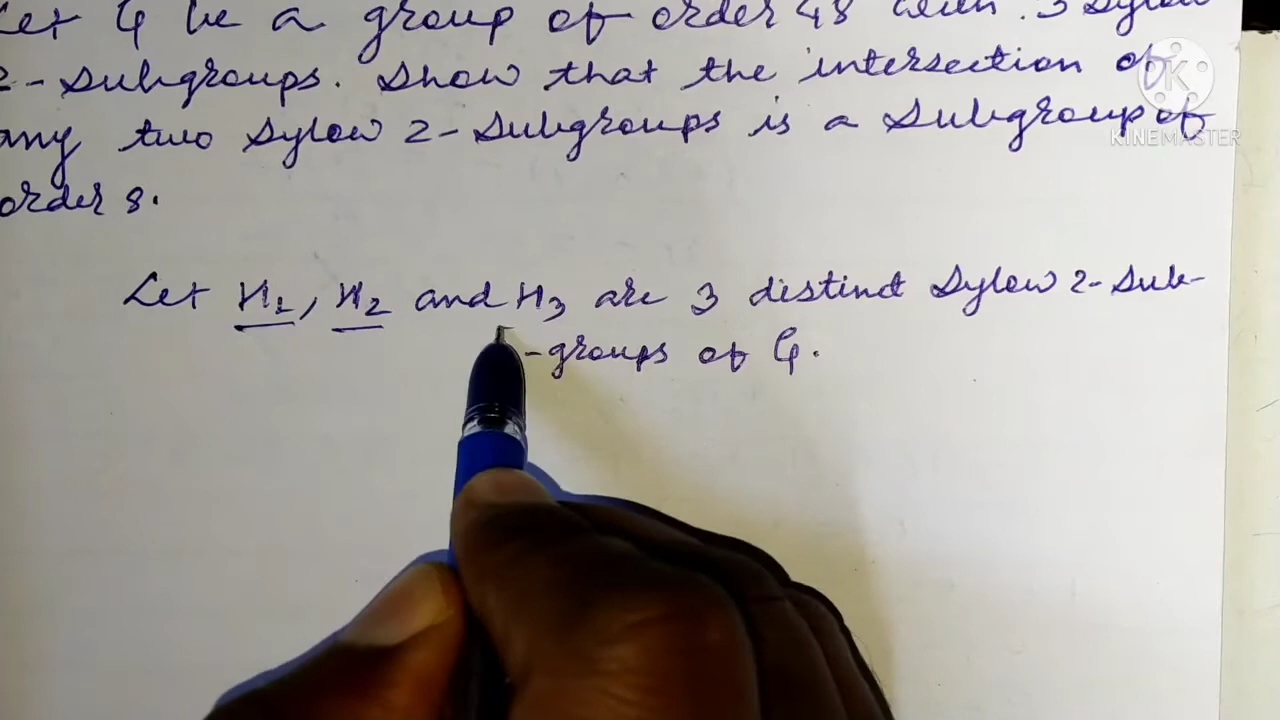 Let G be a group of order 48 with 3 Sylow
2-Subgroups. Show that the intersection of
any two Sylow 2-Subgroups is a Subgroup of
order 8.
KINEMASTER
Let H1, H2 and H3 are 3 distinct Sylow 2-Sub-
-groups of G.